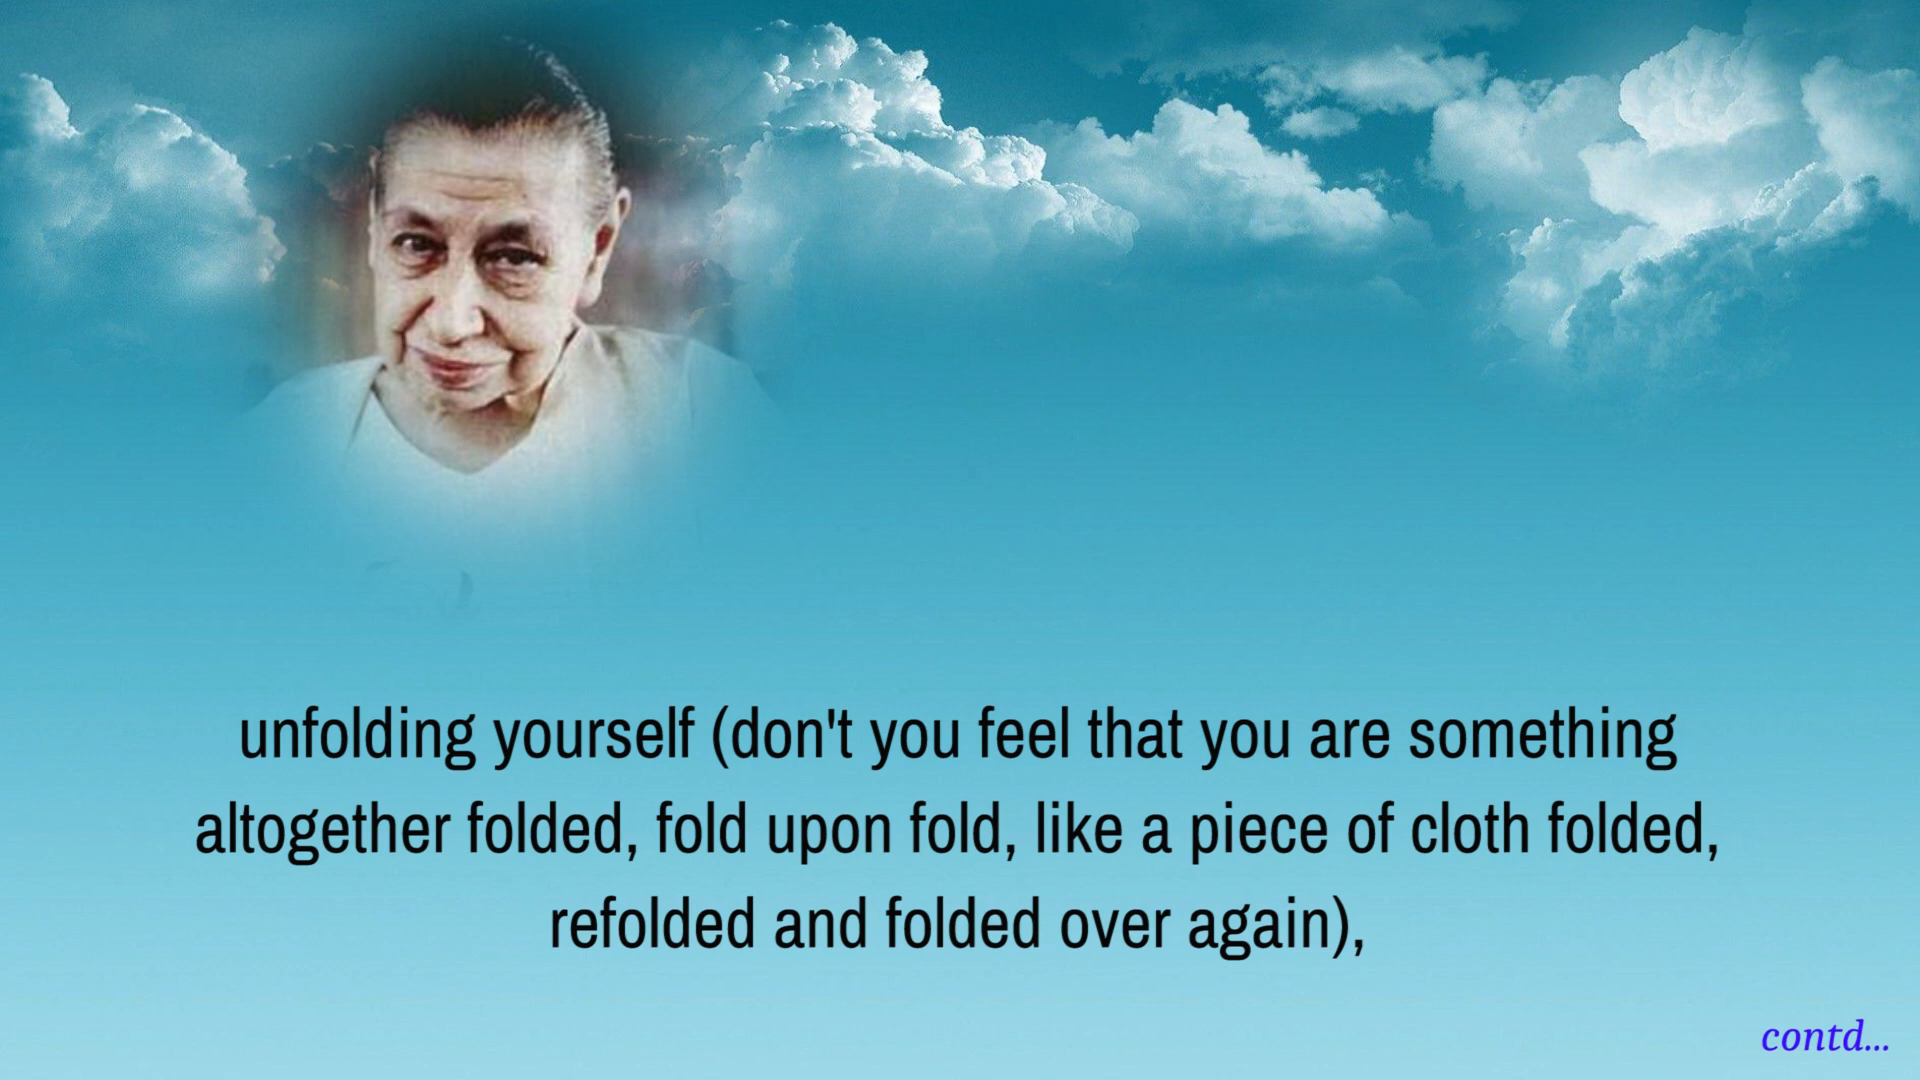 unfolding yourself (don't you feel that you are something
altogether folded, fold upon fold, like a piece of cloth folded,
refolded and folded over again),
contd...